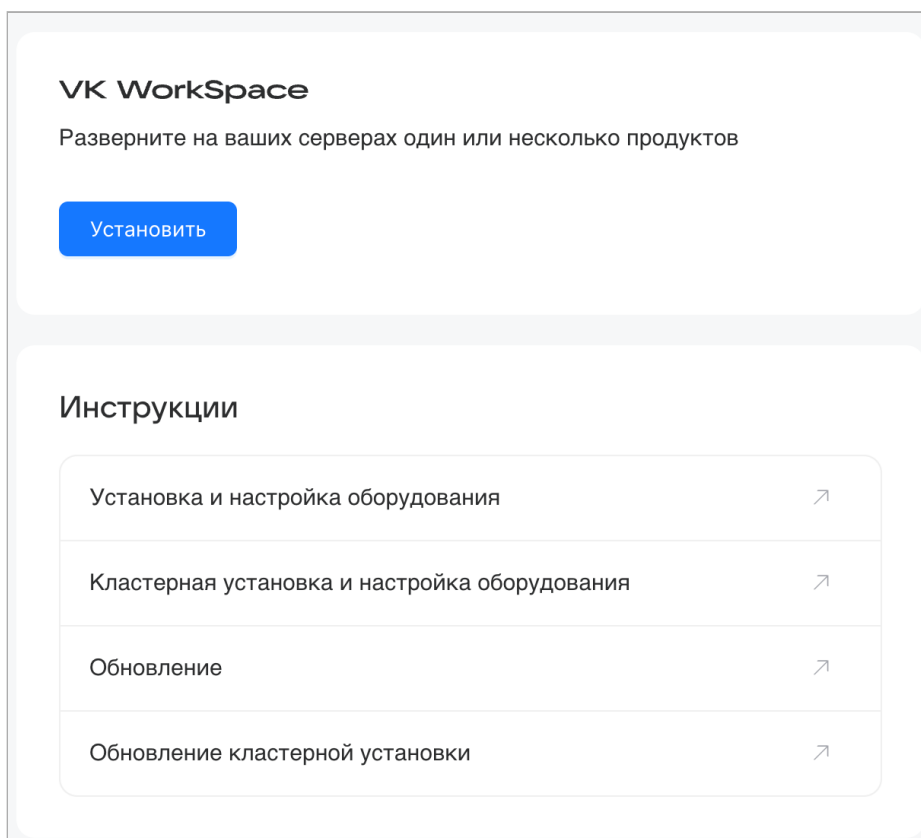 VK WorkSpace
Разверните на ваших серверах один или несколько продуктов
Установить
Инструкции
Установка и настройка оборудования
Кластерная установка и настройка оборудования
Обновление
Обновление кластерной установки